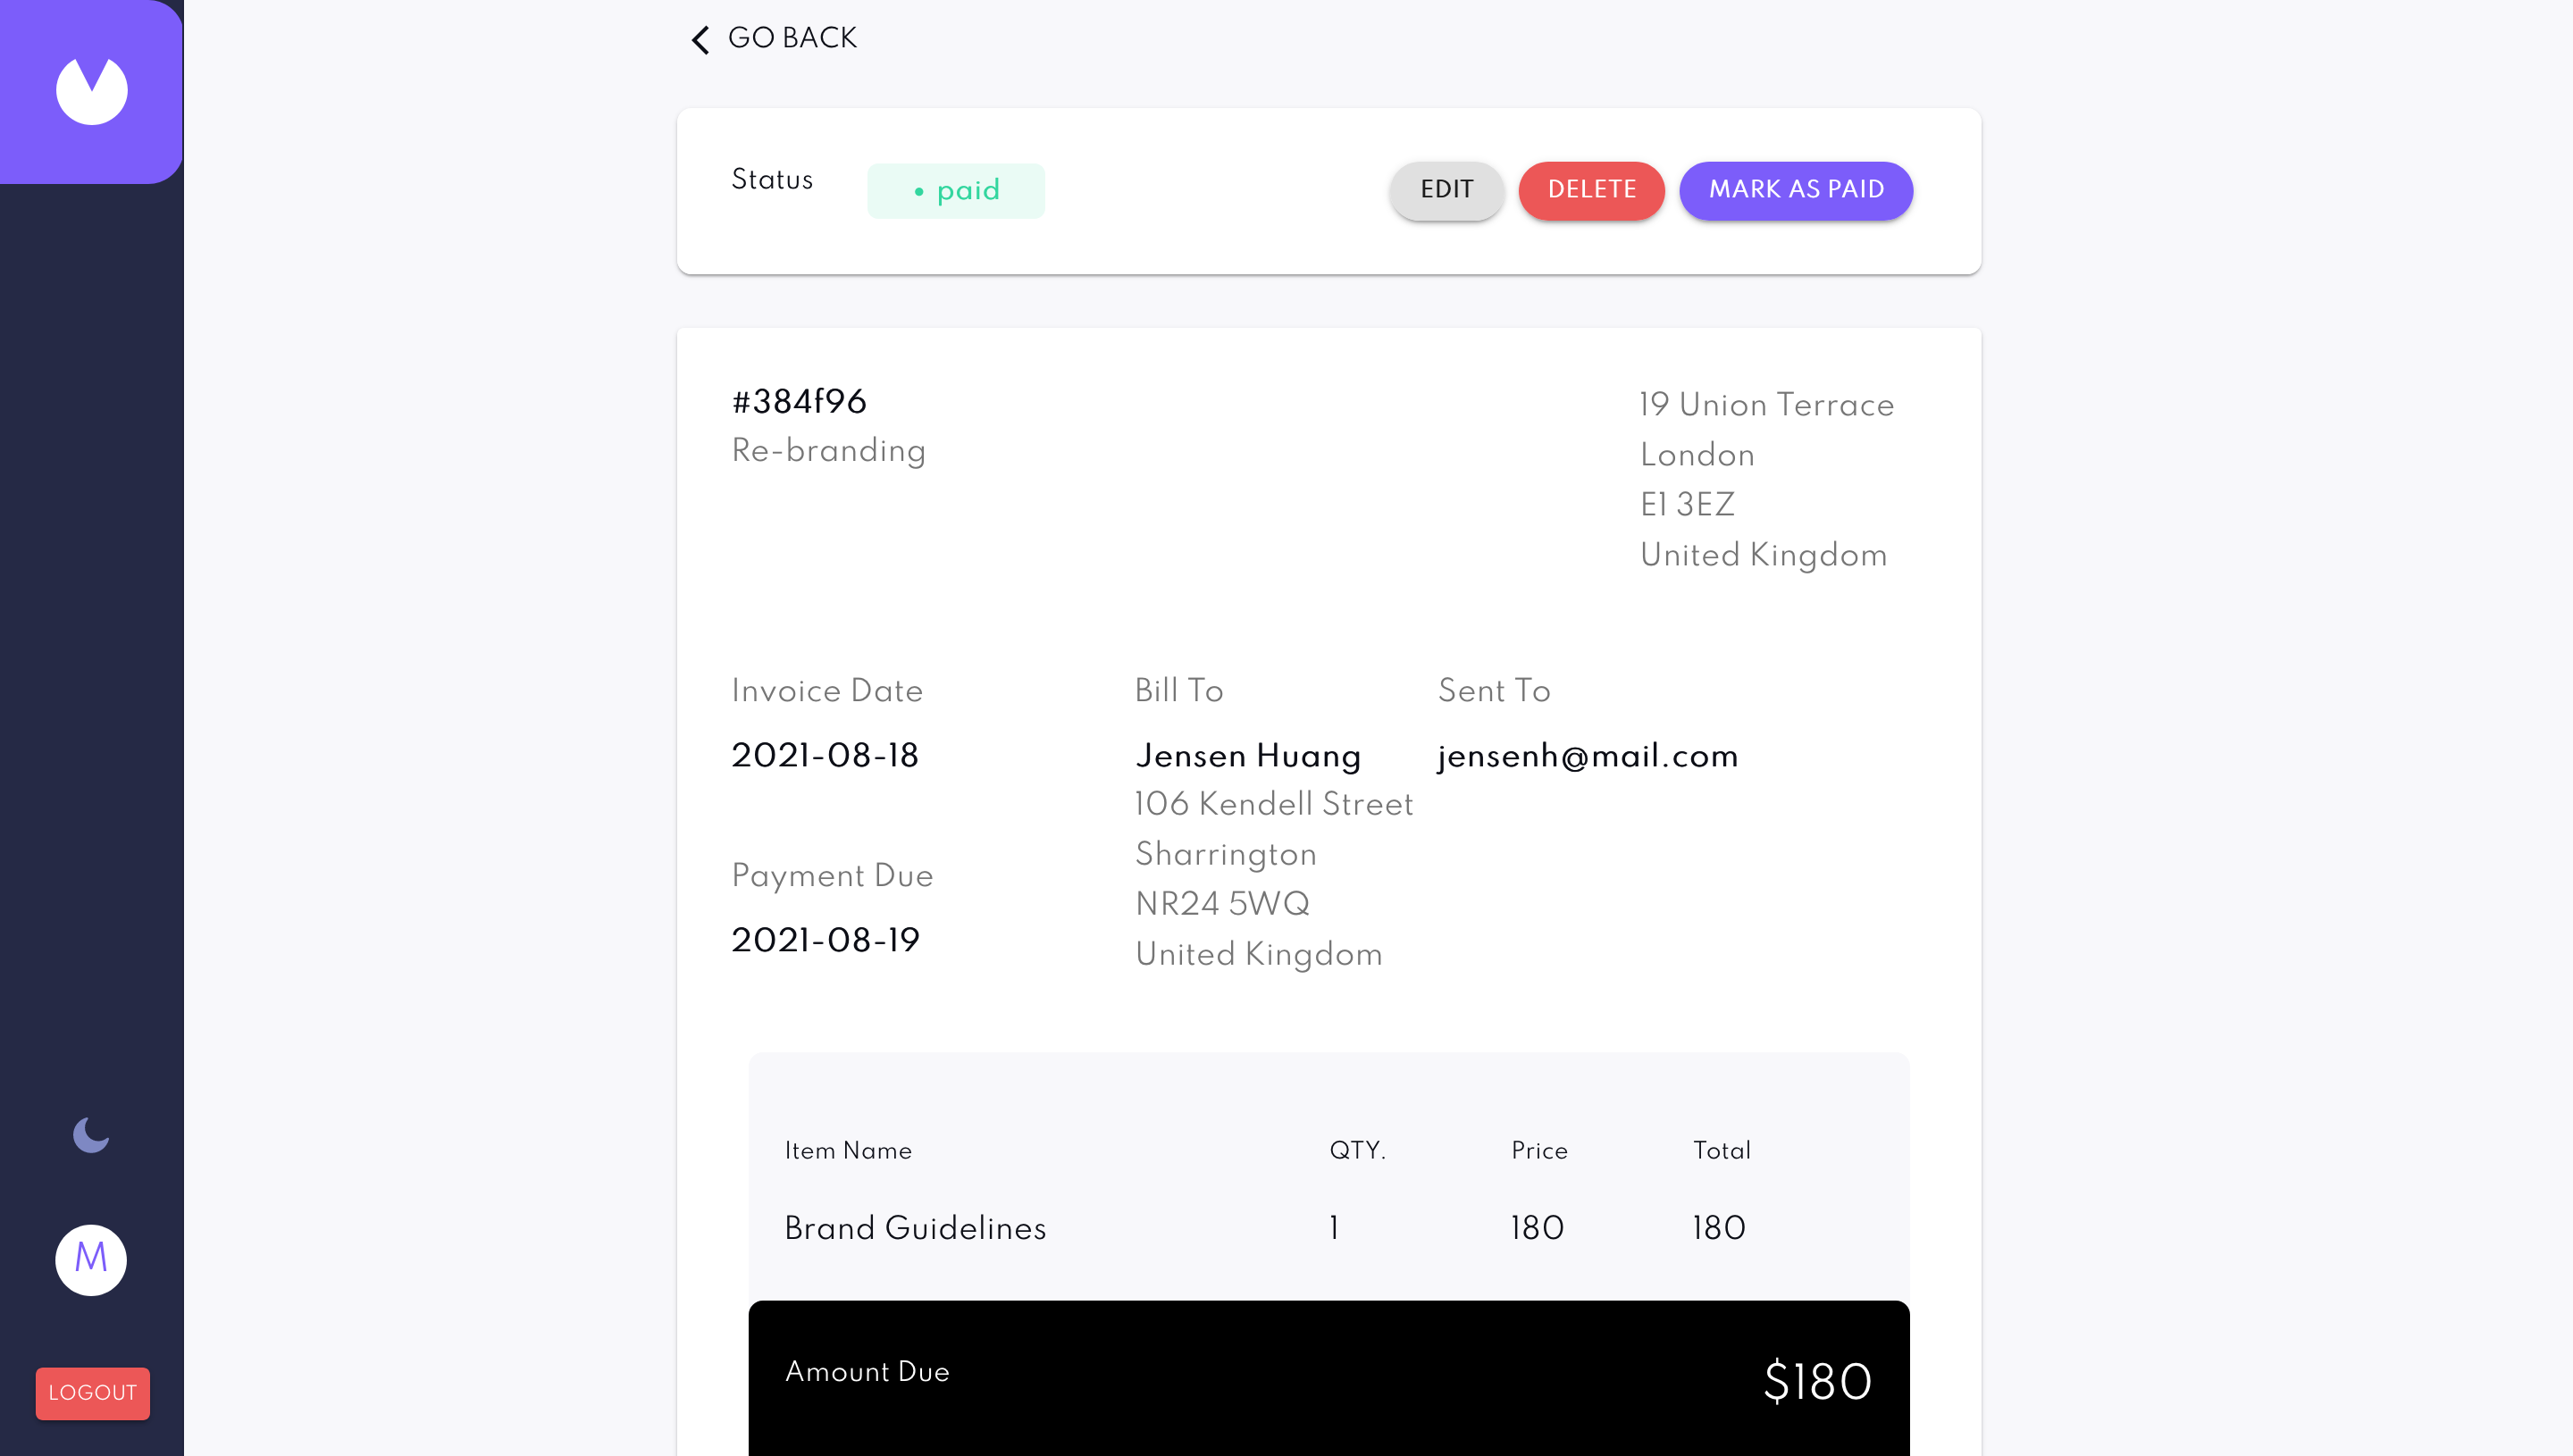 GO BACK
Status
• paid
EDIT
DELETE
MARK AS PAID
#384f96
Re-branding
19 Union Terrace
London
E1 3EZ
United Kingdom
Invoice Date
2021-08-18
Payment Due
2021-08-19
Bill To
Jensen Huang
106 Kendell Street
Sharrington
NR24 5WQ
United Kingdom
Sent To
jensenh@mail.com
Item Name QTY. Price Total
Brand Guidelines 1 180 180
Amount Due $180
M
LOGOUT